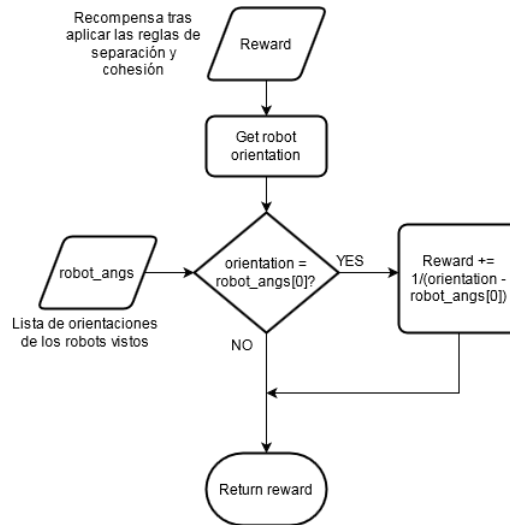 Recompensa tras
aplicar las reglas de
separación y
cohesión
Reward
Get robot
orientation
robot_angs
Lista de orientaciones
de los robots vistos
orientation =
robot_angs[0]?
YES
Reward +=
1/(orientation -
robot_angs[0])
NO
Return reward